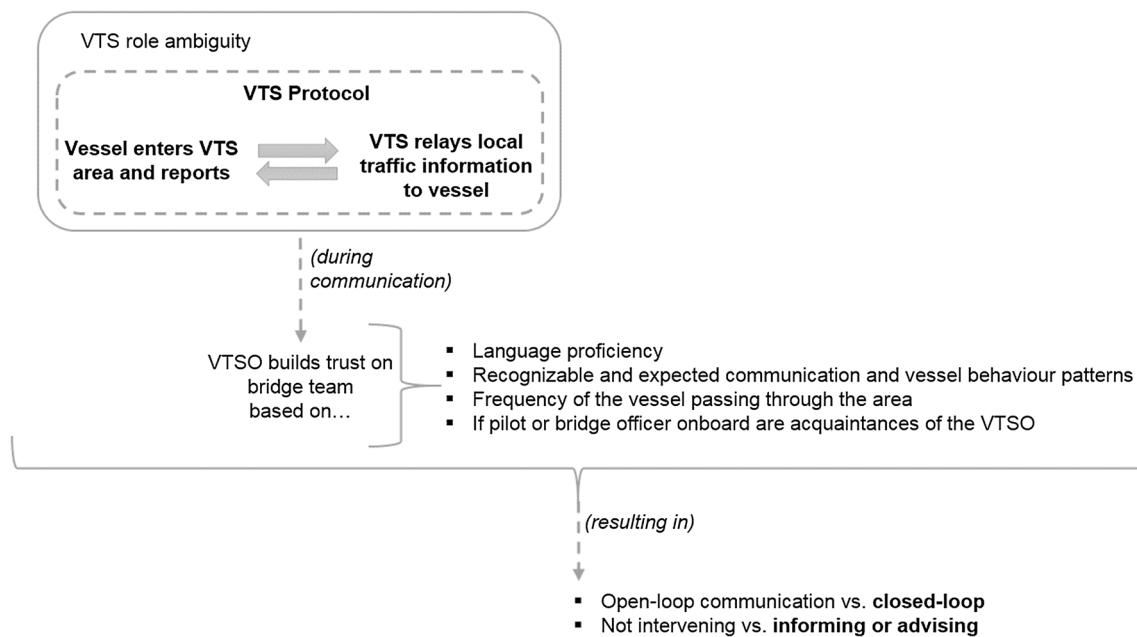 VTS role ambiguity
VTS Protocol
Vessel enters VTS
area and reports
VTS relays local
traffic information
to vessel
(during
communication)
VTSO builds trust on
bridge team
based on…
▪ Language proficiency
▪ Recognizable and expected communication and vessel behaviour patterns
▪ Frequency of the vessel passing through the area
▪ If pilot or bridge officer onboard are acquaintances of the VTSO
(resulting in)
▪ Open-loop communication vs. closed-loop
▪ Not intervening vs. informing or advising